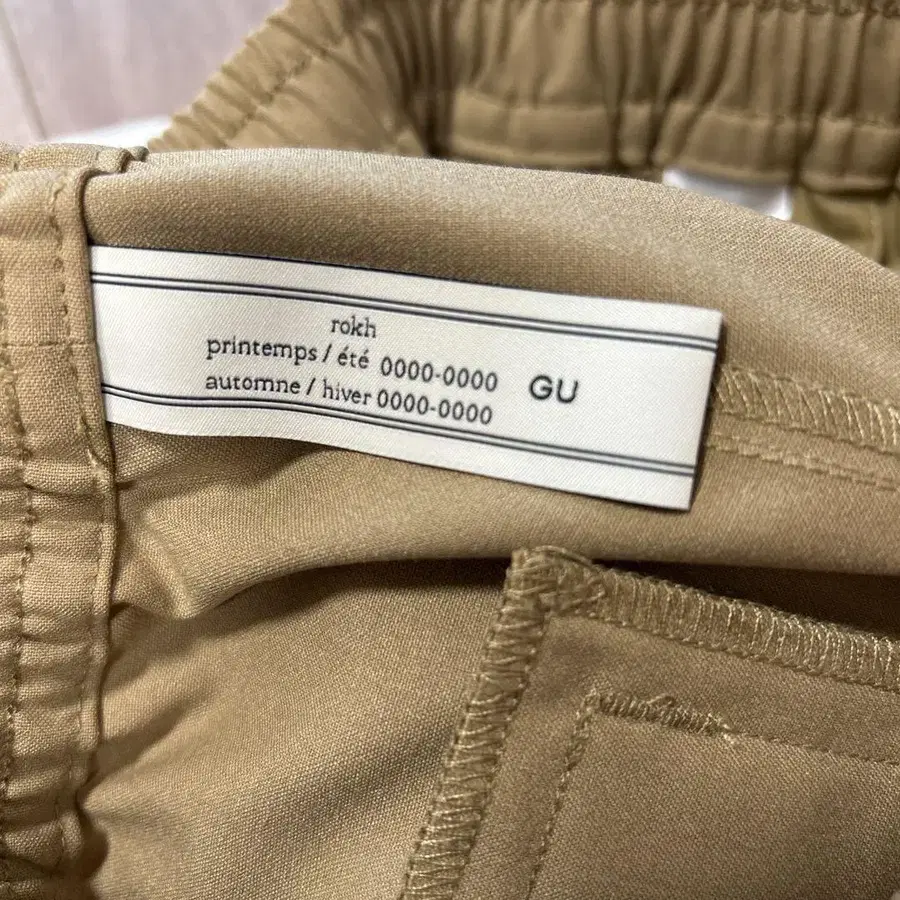 rokh
printemps / été 0000-0000
automne / hiver 0000-0000
GU